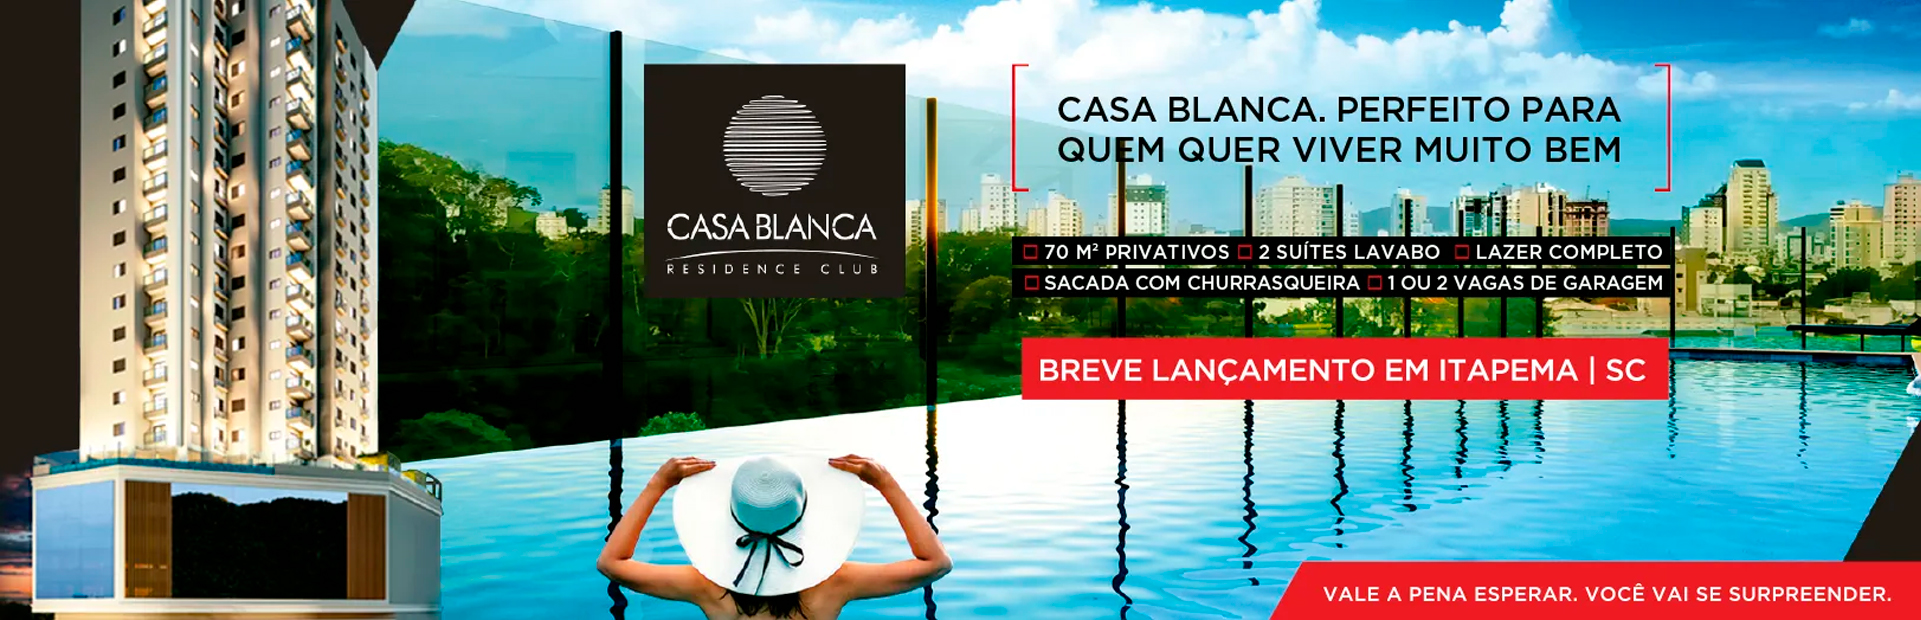 CASA BLANCA
RESIDENCE CLUB
CASA BLANCA. PERFEITO PARA
QUEM QUER VIVER MUITO BEM
70 M² PRIVATIVOS 2 SUÍTES LAVABO LAZER COMPLETO
SACADA COM CHURRASQUEIRA 1 OU 2 VAGAS DE GARAGEM
BREVE LANÇAMENTO EM ITAPEMA | SC
VALE A PENA ESPERAR. VOCÊ VAI SE SURPREENDER.